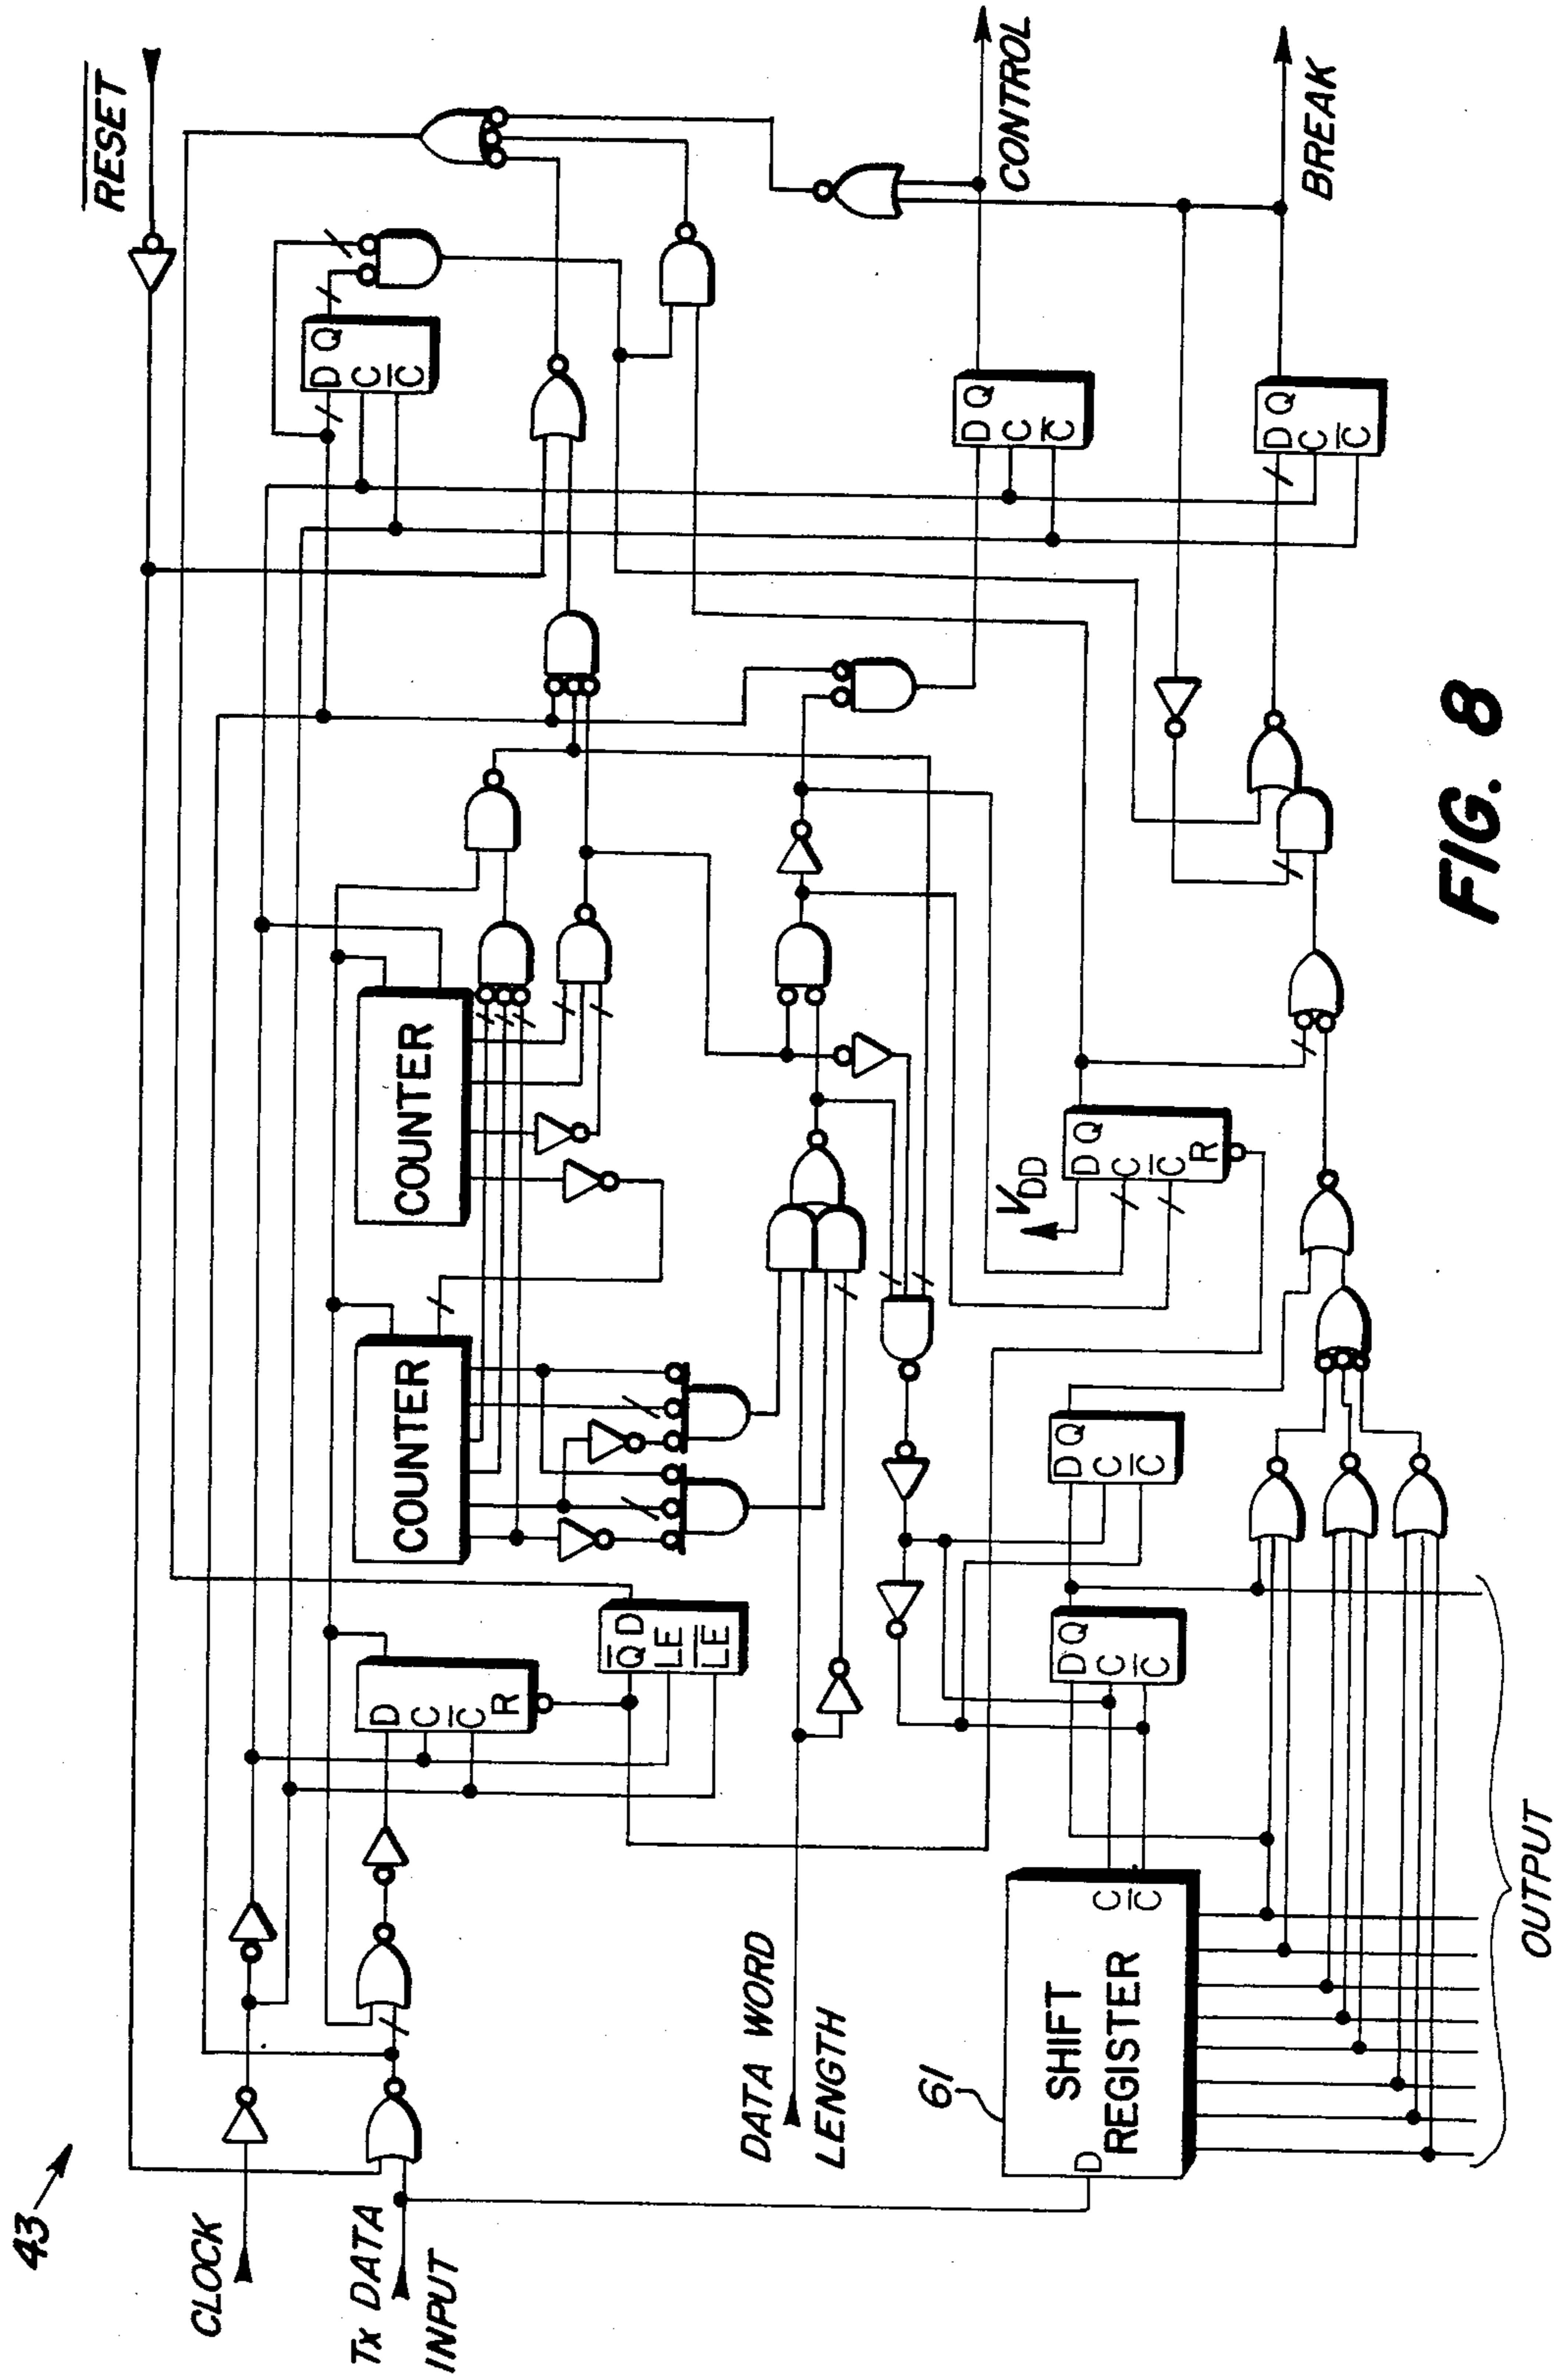 43
CLOCK
Tx DATA
INPUT
RESET
D
C
C
R
Q D
LE
LE
COUNTER
COUNTER
D Q
C
C
DATA WORD
LENGTH
VDD
D Q
C
C
R
61
SHIFT
REGISTER
D
C
C
D Q
C
C
D Q
C
C
D Q
C
C
CONTROL
D Q
C
C
BREAK
OUTPUT
FIG. 8